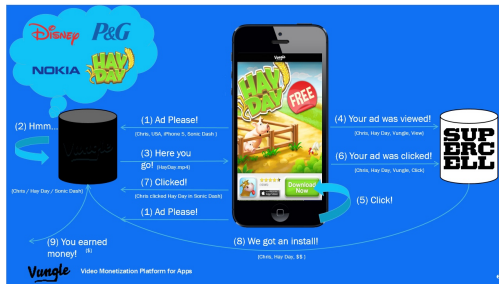 Disney P&G
NOKIA HAY DAY
Vungle
HAY
DAY
FREE
(1) Ad Please!
(Chris, USA, iPhone 5, Sonic Dash )
(2) Hmm...
Vungle
(3) Here you
go! (HayDay.mp4)
(Chris / Hay Day / Sonic Dash)
(7) Clicked!
(Chris clicked Hay Day in Sonic Dash)
(1) Ad Please!
(4) Your ad was viewed!
(Chris, Hay Day, Vungle, View)
(6) Your ad was clicked!
(Chris, Hay Day, Vungle, Click)
SUP
ERC
ELL
Download
Now
(5) Click!
(8) We got an install!
(Chris, Hay Day, $$ )
(9) You earned
money! ($)
Vungle Video Monetization Platform for Apps